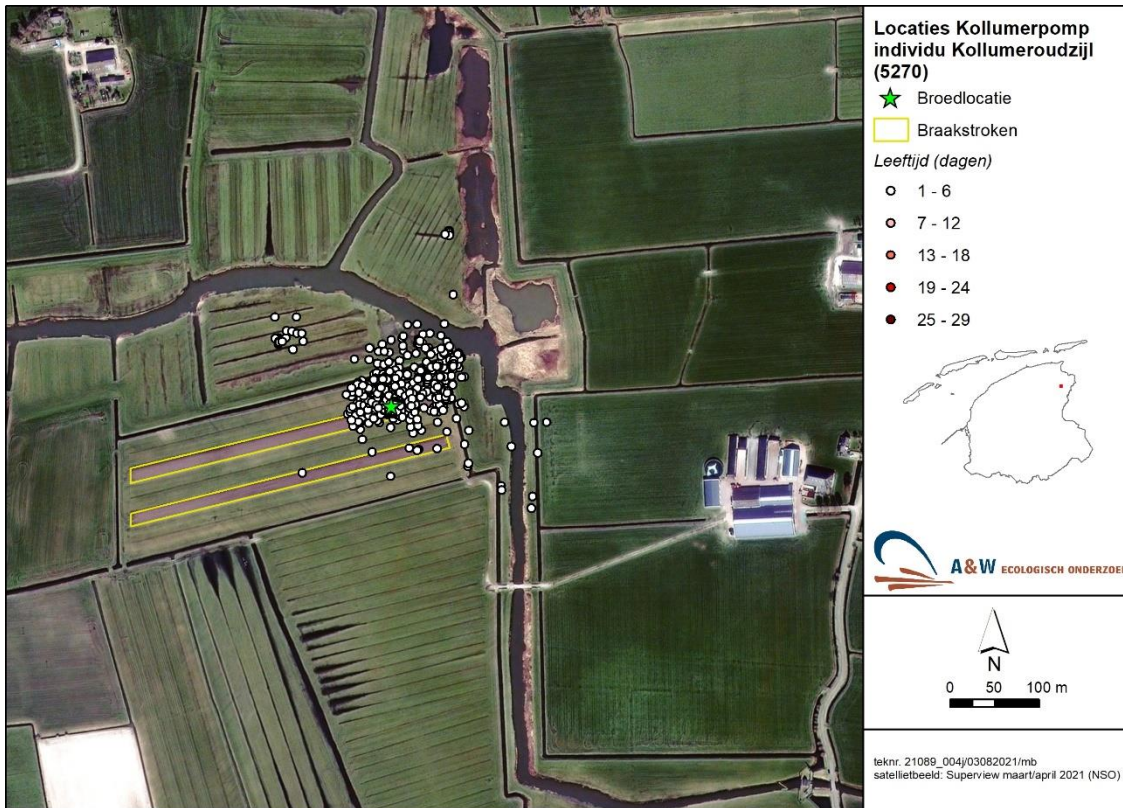 Locaties Kollumerpomp
individu Kollumeroudzijl
(5270)
Broedlocatie
Braakstroken
Leeftijd (dagen)
1 - 6
7 - 12
13 - 18
19 - 24
25 - 29
A&W ECOLOGISCH ONDERZOEK
N
0 50 100 m
teknr. 21089_004j/03082021/mb
satellietbeeld: Superview maart/april 2021 (NSO)